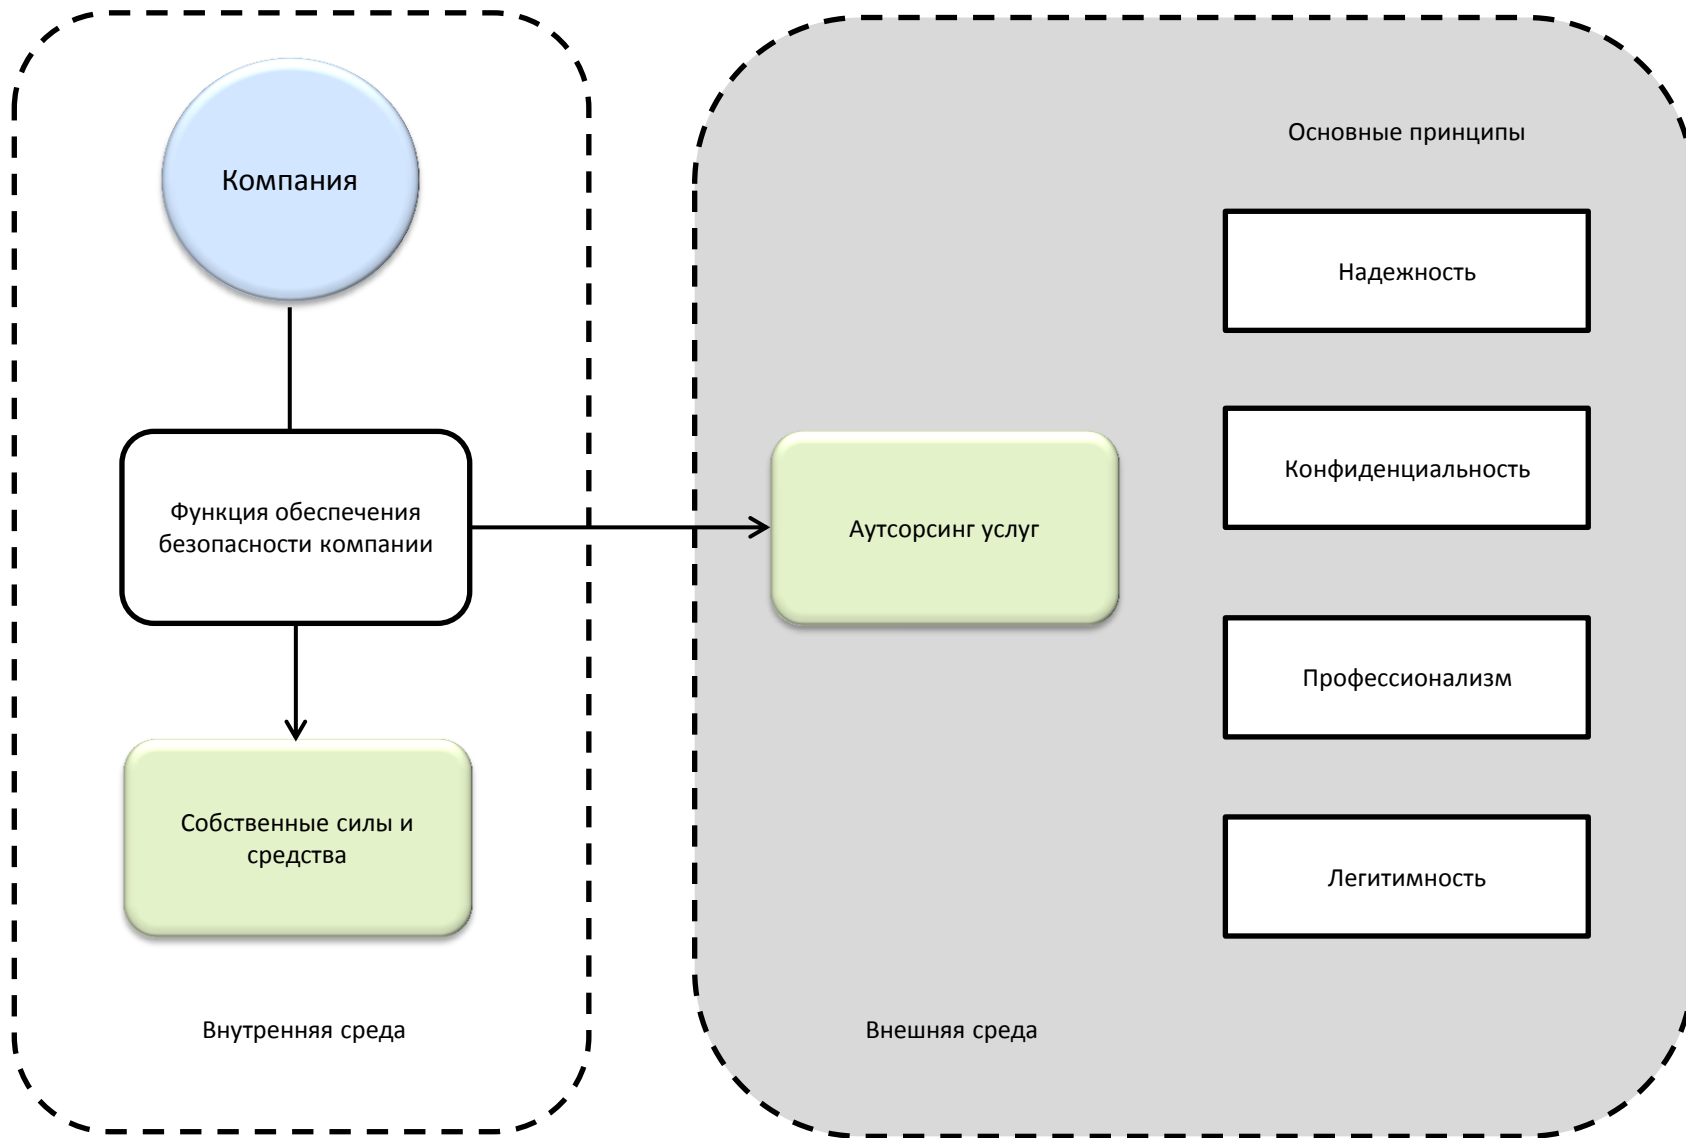 Компания
Функция обеспечения
безопасности компании
Собственные силы и
средства
Внутренняя среда
Аутсорсинг услуг
Внешняя среда
Основные принципы
Надежность
Конфиденциальность
Профессионализм
Легитимность